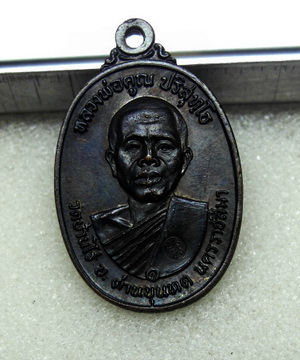 หลวงพ่อคูณ ปริสุทโธ
วัดบ้านไร่ อ. ด่านขุนทด นครราชสีมา